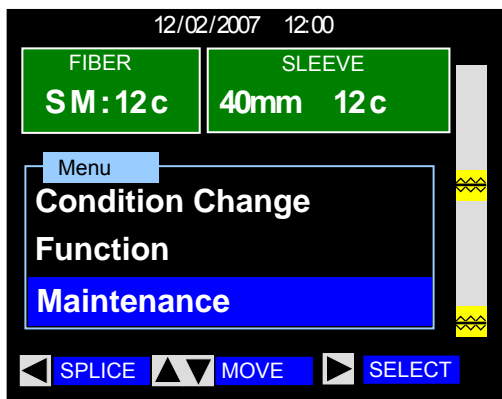 12/02/2007 12:00
FIBER SLEEVE
SM:12c 40mm 12c
Menu
Condition Change
Function
Maintenance
SPLICE MOVE SELECT